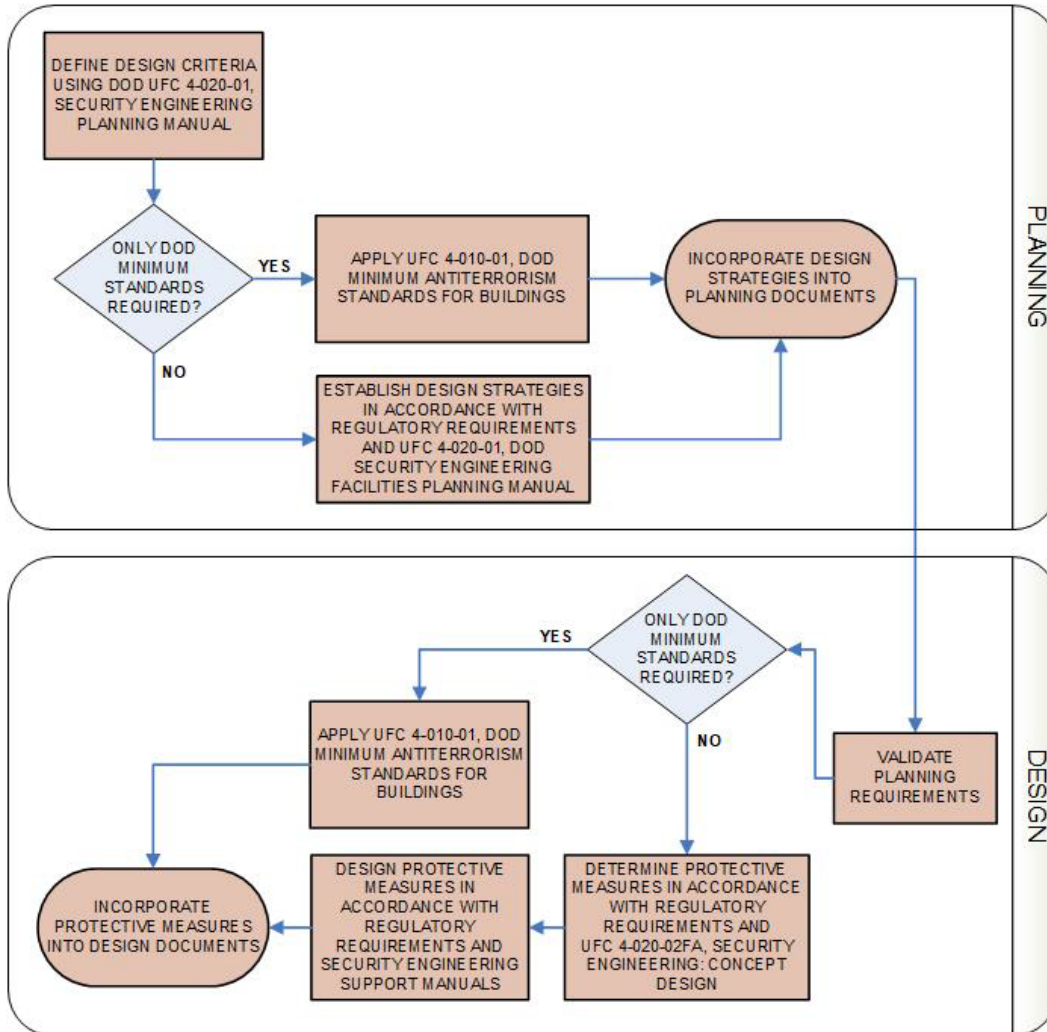 DEFINE DESIGN CRITERIA
USING DOD UFC 4-020-01,
SECURITY ENGINEERING
PLANNING MANUAL
ONLY DOD
MINIMUM
STANDARDS
REQUIRED?
YES
APPLY UFC 4-010-01, DOD
MINIMUM ANTITERRORISM
STANDARDS FOR BUILDINGS
INCORPORATE DESIGN
STRATEGIES INTO
PLANNING DOCUMENTS
NO
ESTABLISH DESIGN STRATEGIES
IN ACCORDANCE WITH
REGULATORY REQUIREMENTS
AND UFC 4-020-01, DOD
SECURITY ENGINEERING
FACILITIES PLANNING MANUAL
PLANNING
ONLY DOD
MINIMUM
STANDARDS
REQUIRED?
YES
NO
APPLY UFC 4-010-01, DOD
MINIMUM ANTITERRORISM
STANDARDS FOR
BUILDINGS
VALIDATE
PLANNING
REQUIREMENTS
INCORPORATE
PROTECTIVE MEASURES
INTO DESIGN DOCUMENTS
DESIGN PROTECTIVE
MEASURES IN
ACCORDANCE WITH
REGULATORY
REQUIREMENTS AND
SECURITY ENGINEERING
SUPPORT MANUALS
DETERMINE PROTECTIVE
MEASURES IN ACCORDANCE
WITH REGULATORY
REQUIREMENTS AND
UFC 4-020-02FA, SECURITY
ENGINEERING: CONCEPT
DESIGN
DESIGN